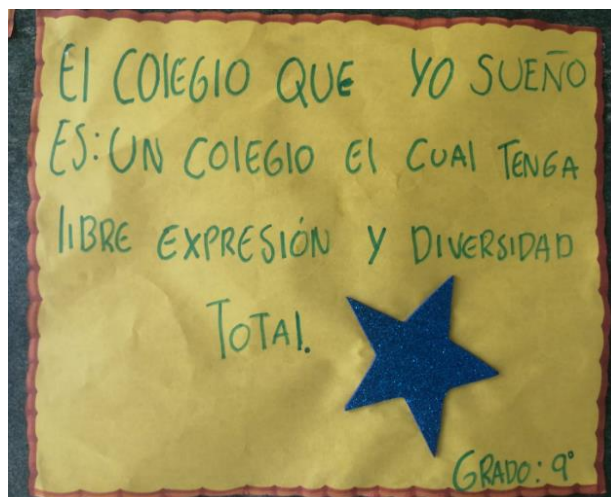 El COLEGIO QUE YO SUEÑO
ES: UN COLEGIO El CUAl TENGA
lIBRE EXPRESIÓN Y DIVERSIDAD
TOTAl.
GRADO: 9°